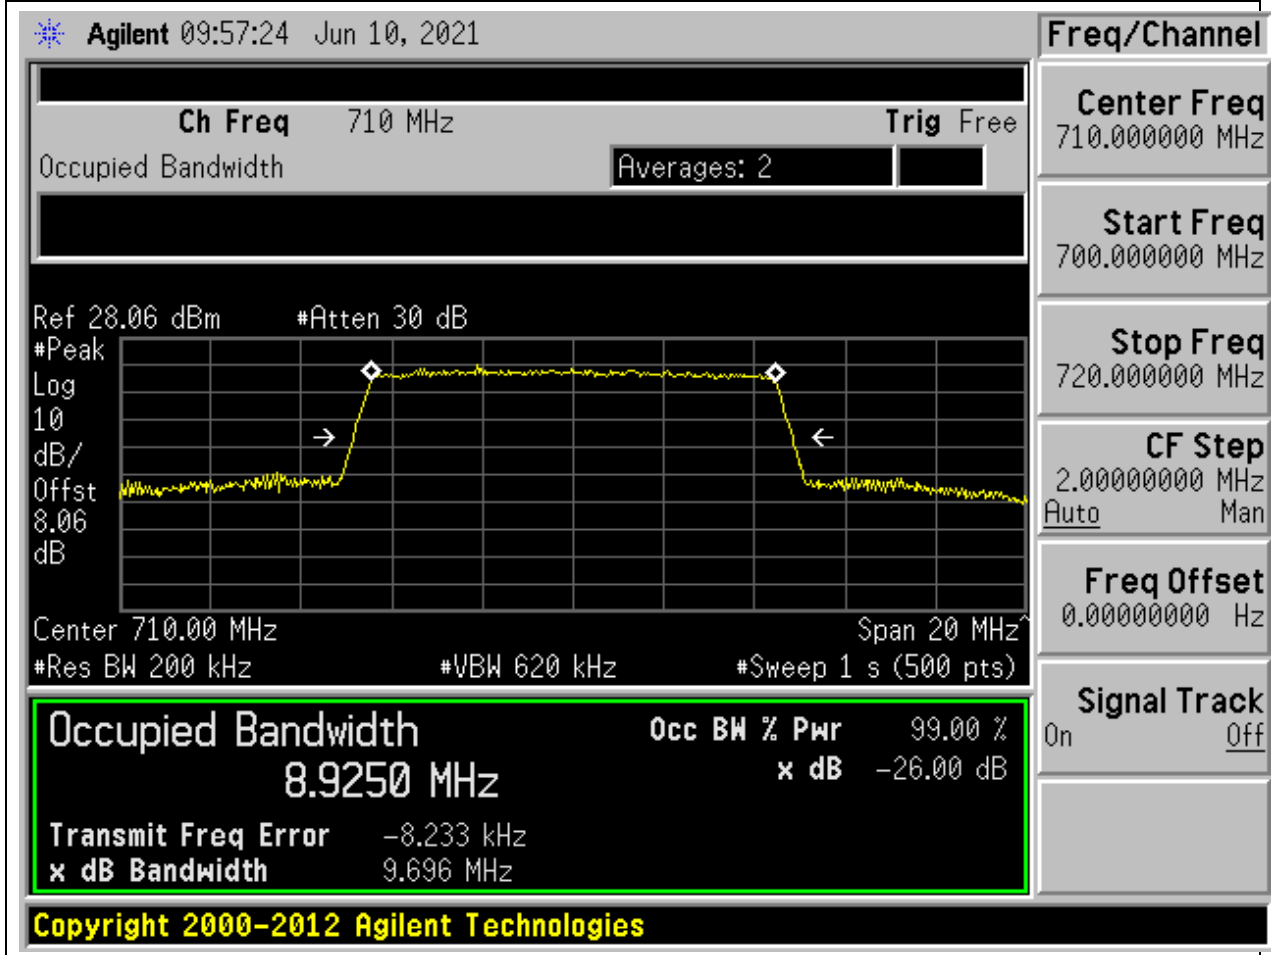 Agilent 09:57:24 Jun 10, 2021
Freq/Channel
Ch Freq 710 MHz Trig Free
Occupied Bandwidth Averages: 2
Center Freq
710.000000 MHz
Start Freq
700.000000 MHz
Stop Freq
720.000000 MHz
CF Step
2.00000000 MHz
Auto Man
Freq Offset
0.00000000 Hz
Signal Track
On Off
Ref 28.06 dBm #Atten 30 dB
#Peak
Log
10
dB/
Offst
8.06
dB
Center 710.00 MHz Span 20 MHz^
#Res BW 200 kHz #VBW 620 kHz #Sweep 1 s (500 pts)
Occupied Bandwidth
8.9250 MHz
Occ BW % Pwr 99.00 %
x dB -26.00 dB
Transmit Freq Error -8.233 kHz
x dB Bandwidth 9.696 MHz
Copyright 2000-2012 Agilent Technologies